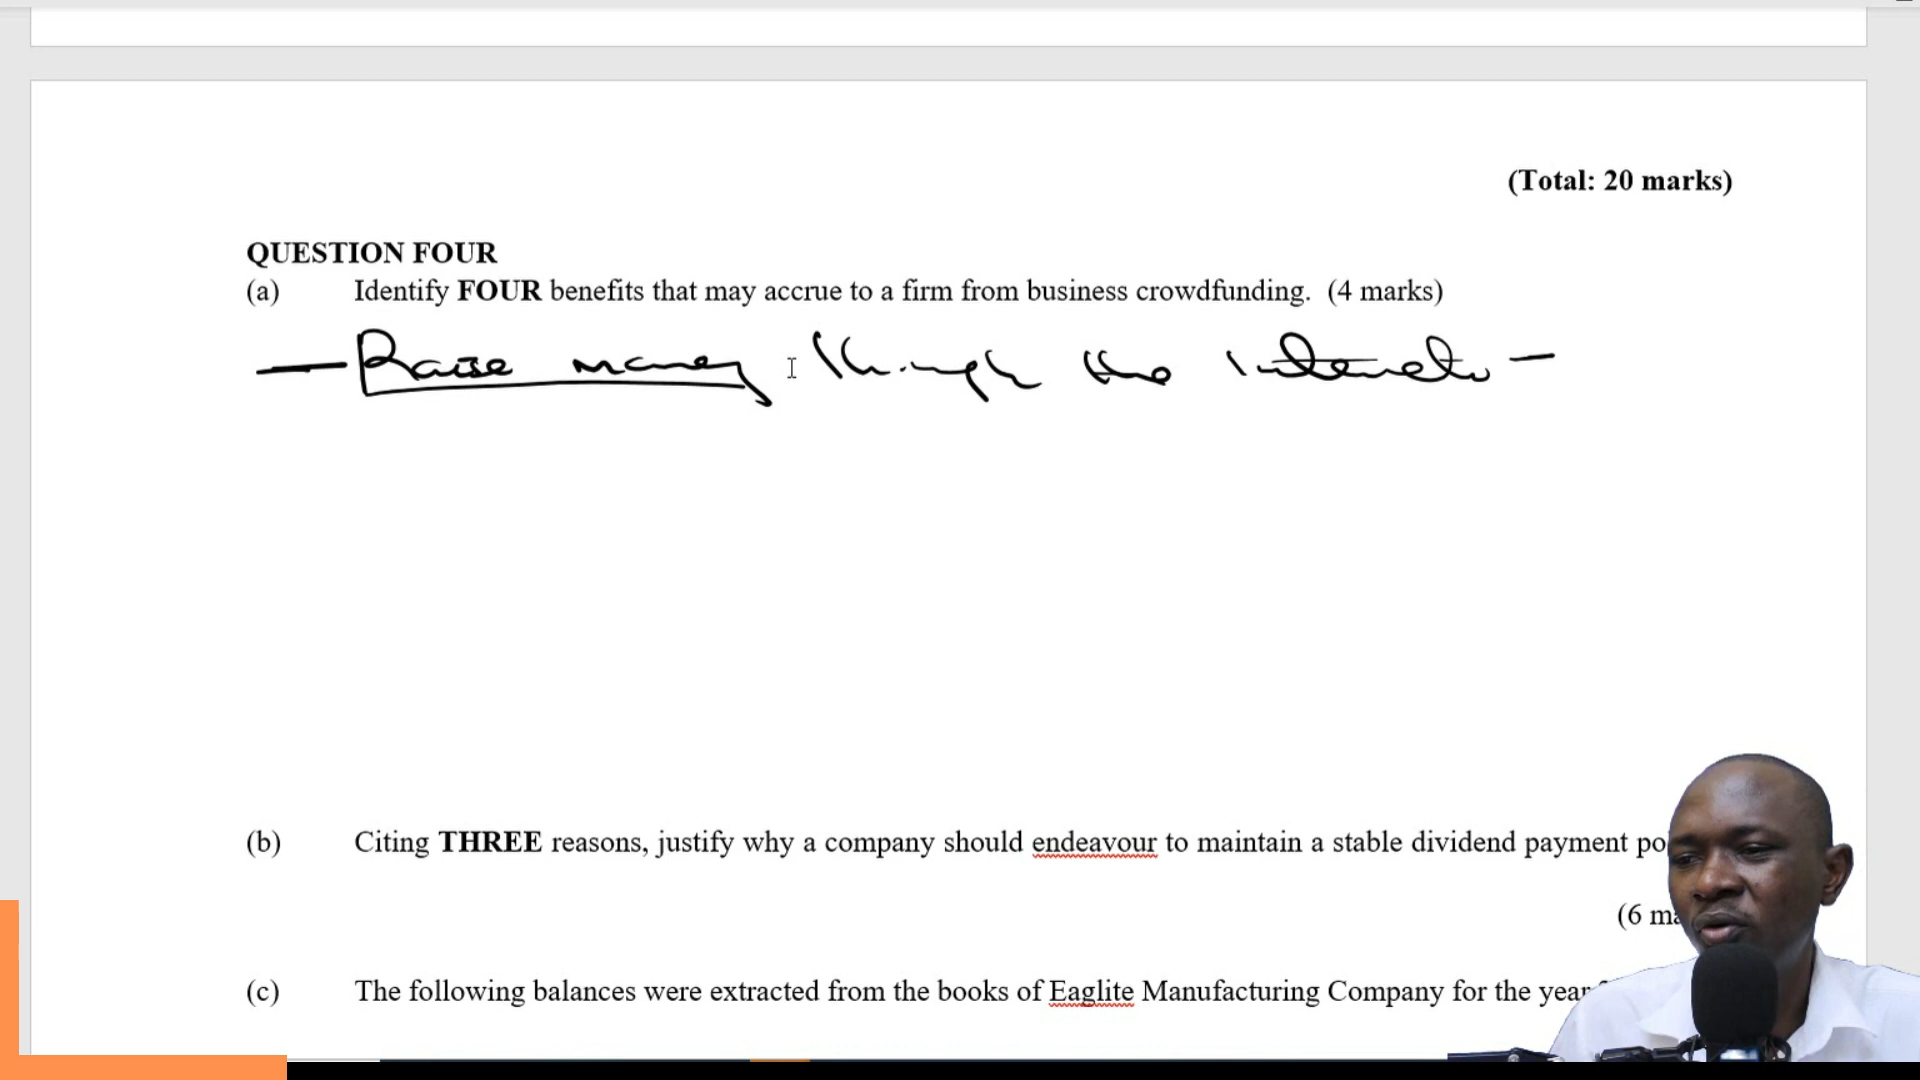 (Total: 20 marks)
QUESTION FOUR
(a) Identify FOUR benefits that may accrue to a firm from business crowdfunding. (4 marks)
— Raise money through the Internet —
(b) Citing THREE reasons, justify why a company should endeavour to maintain a stable dividend payment po
(6 ma
(c) The following balances were extracted from the books of Eaglite Manufacturing Company for the year